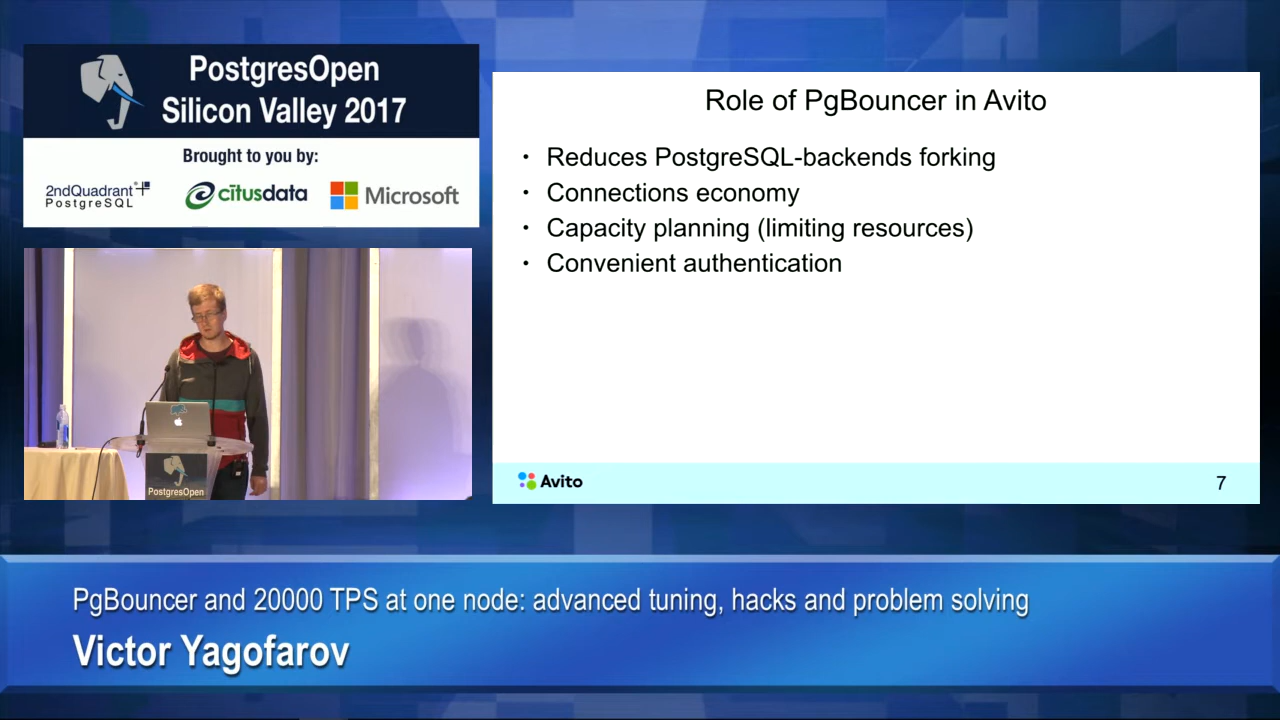 PostgresOpen
Silicon Valley 2017
Brought to you by:
2ndQuadrant
PostgreSQL
citusdata
Microsoft
PostgresOpen
Role of PgBouncer in Avito
• Reduces PostgreSQL-backends forking
• Connections economy
• Capacity planning (limiting resources)
• Convenient authentication
Avito
7
PgBouncer and 20000 TPS at one node: advanced tuning, hacks and problem solving
Victor Yagofarov